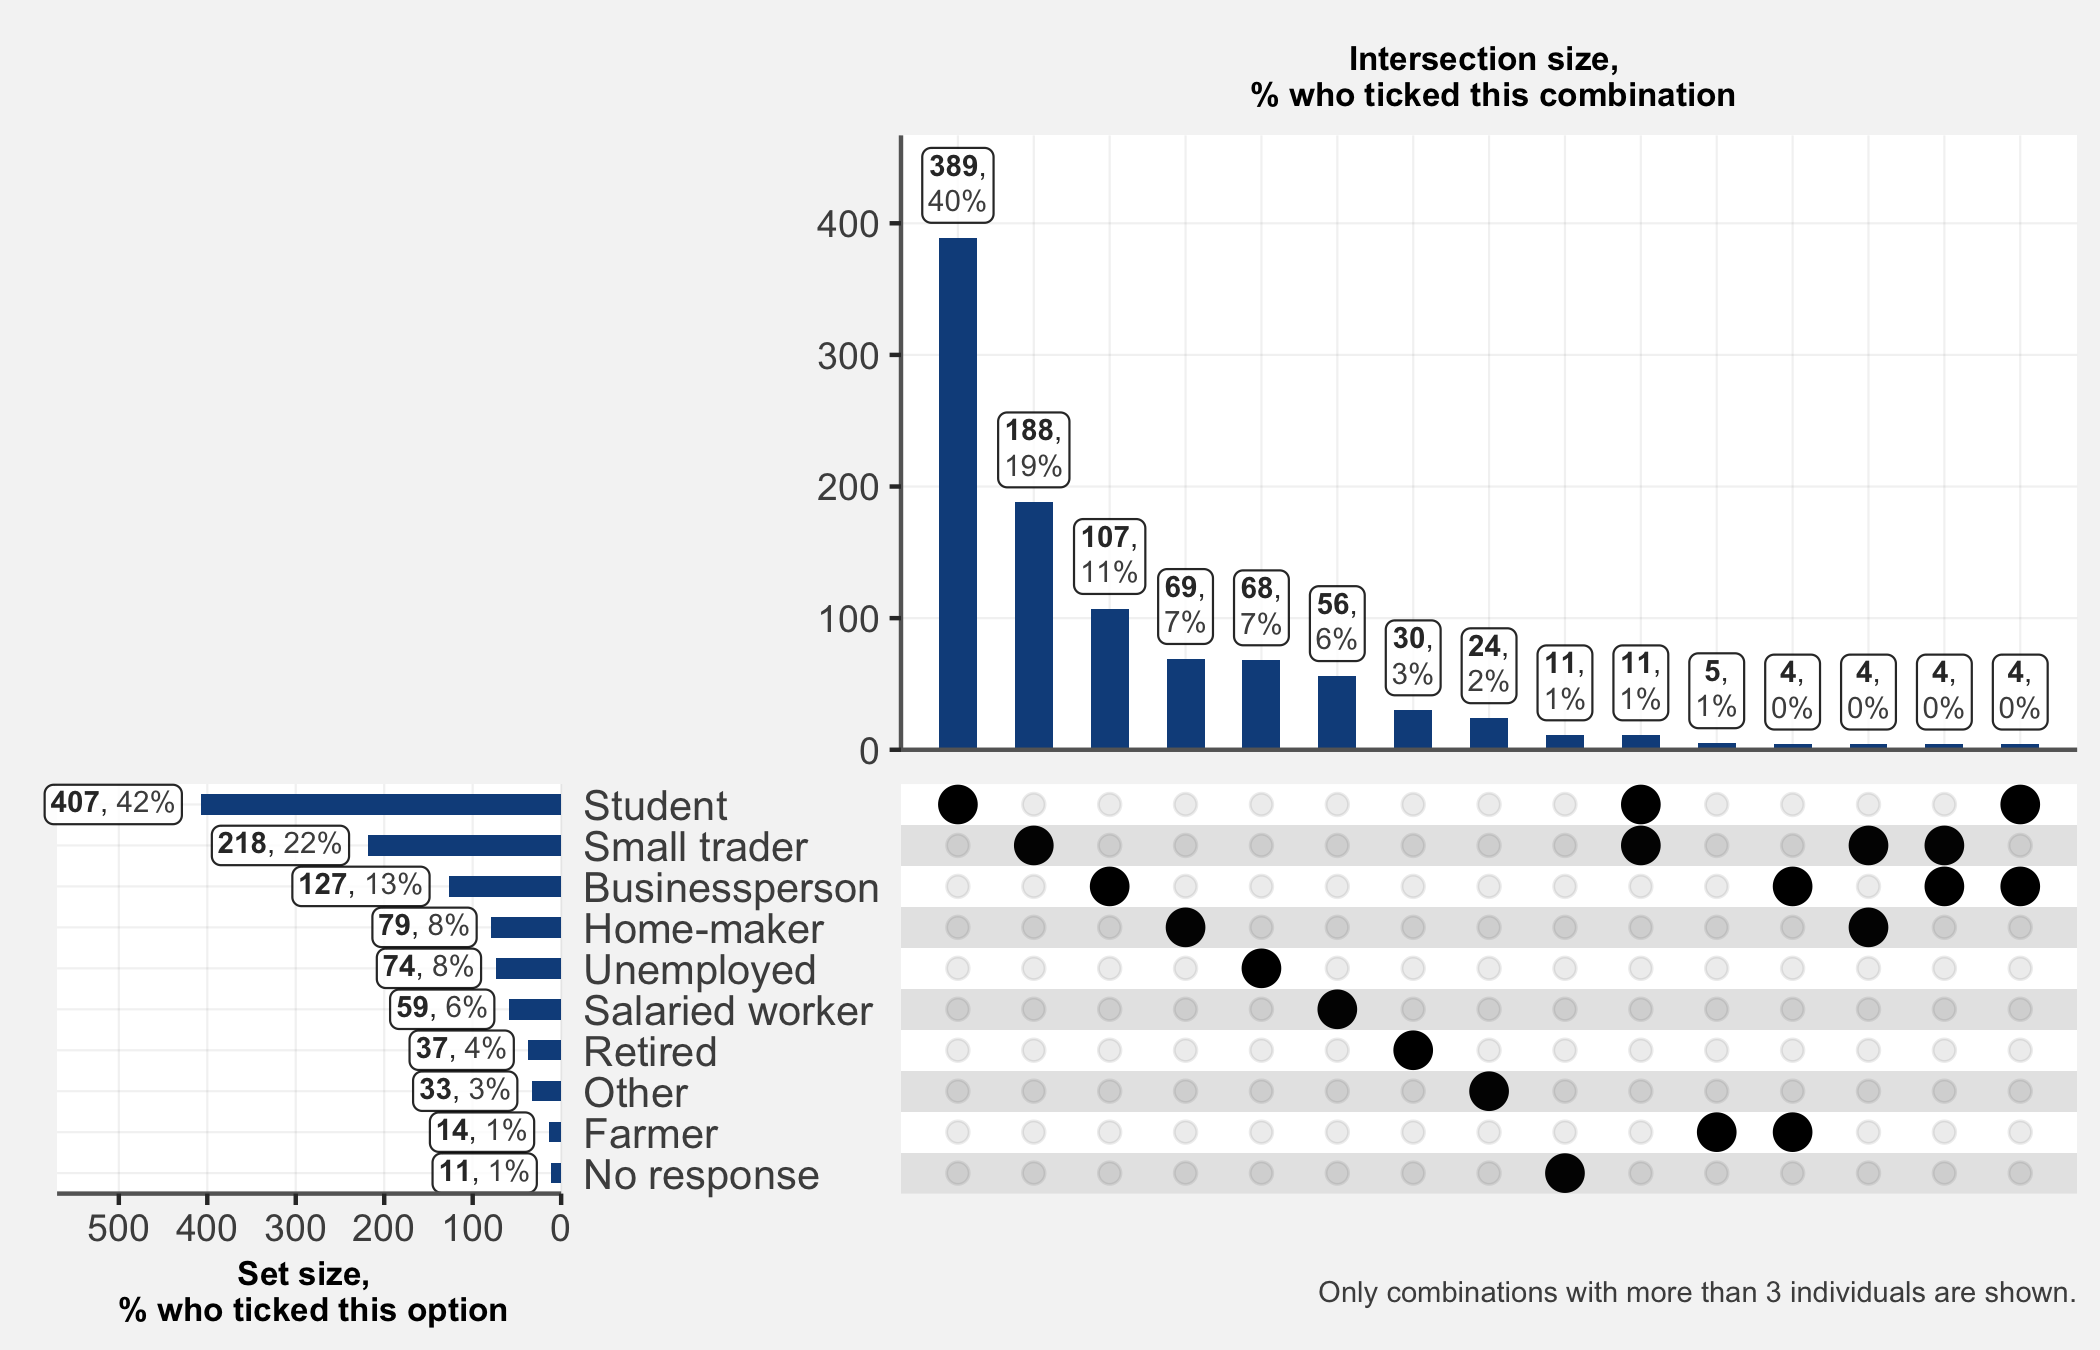 Intersection size,
% who ticked this combination
389,
40%
188,
19%
107,
11%
69,
7%
68,
7%
56,
6%
30,
3%
24,
2%
11,
1%
11,
1%
5,
1%
4,
0%
4,
0%
4,
0%
4,
0%
400
300
200
100
0
407, 42% Student
218, 22% Small trader
127, 13% Businessperson
79, 8% Home-maker
74, 8% Unemployed
59, 6% Salaried worker
37, 4% Retired
33, 3% Other
14, 1% Farmer
11, 1% No response
500 400 300 200 100 0
Set size,
% who ticked this option
Only combinations with more than 3 individuals are shown.